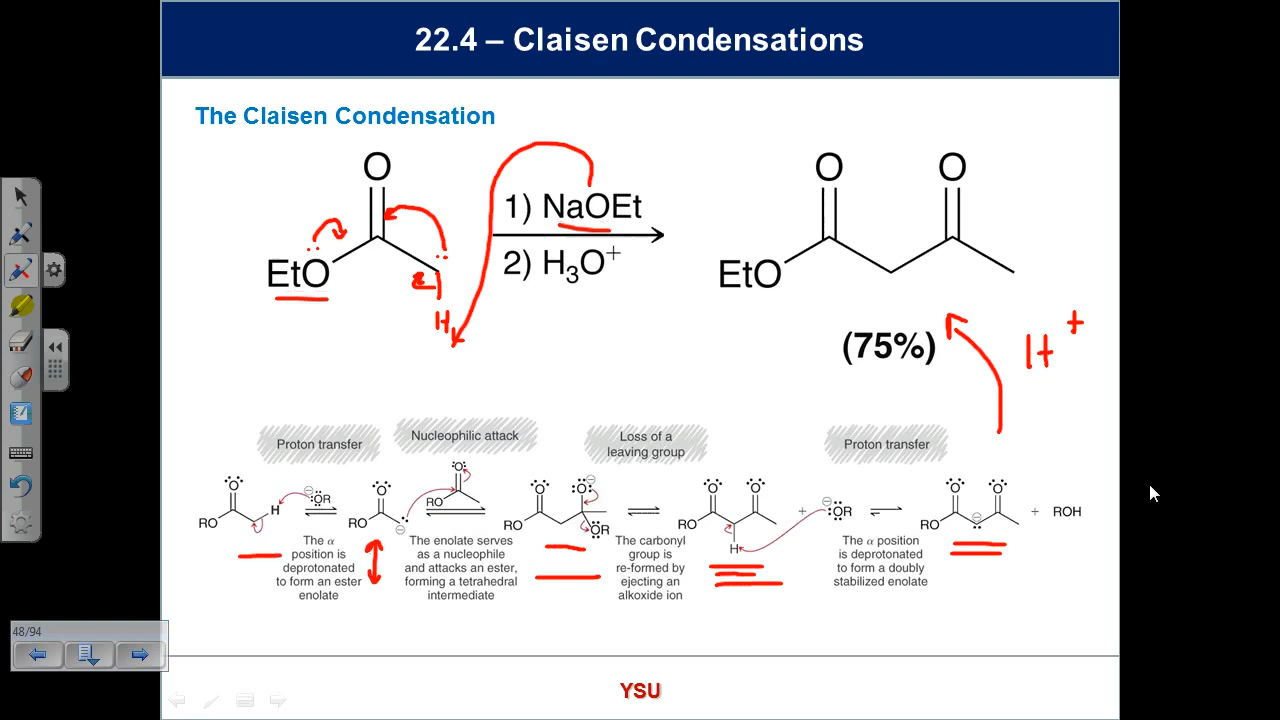 22.4 – Claisen Condensations
The Claisen Condensation
O
EtO
H
1) NaOEt
2) H3O+
O O
EtO
(75%)
H+
Proton transfer
Nucleophilic attack
Loss of a
leaving group
Proton transfer
O
RO
H
⊖
OR
O
RO
⊖
O
RO
O
RO
O ⊖
OR
O O
RO
H
+
⊖
OR
O O
RO
⊖
+ ROH
The α
position is
deprotonated
to form an ester
enolate
The enolate serves
as a nucleophile
and attacks an ester,
forming a tetrahedral
intermediate
The carbonyl
group is
re-formed by
ejecting an
alkoxide ion
The α position
is deprotonated
to form a doubly
stabilized enolate
48/94
YSU